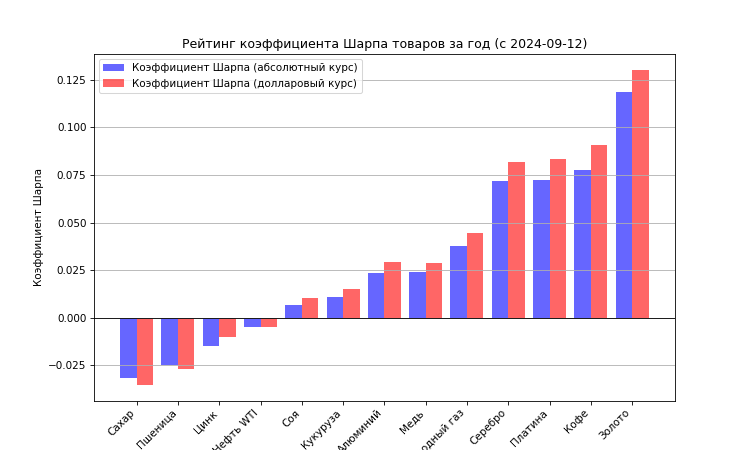 Рейтинг коэффициента Шарпа товаров за год (с 2024-09-12)
Коэффициент Шарпа (абсолютный курс)
Коэффициент Шарпа (долларовый курс)
Коэффициент Шарпа
0.125
0.100
0.075
0.050
0.025
0.000
−0.025
Сахар
Пшеница
Цинк
Нефть WTI
Соя
Кукуруза
Алюминий
Медь
газ
Серебро
Платина
Кофе
Золото